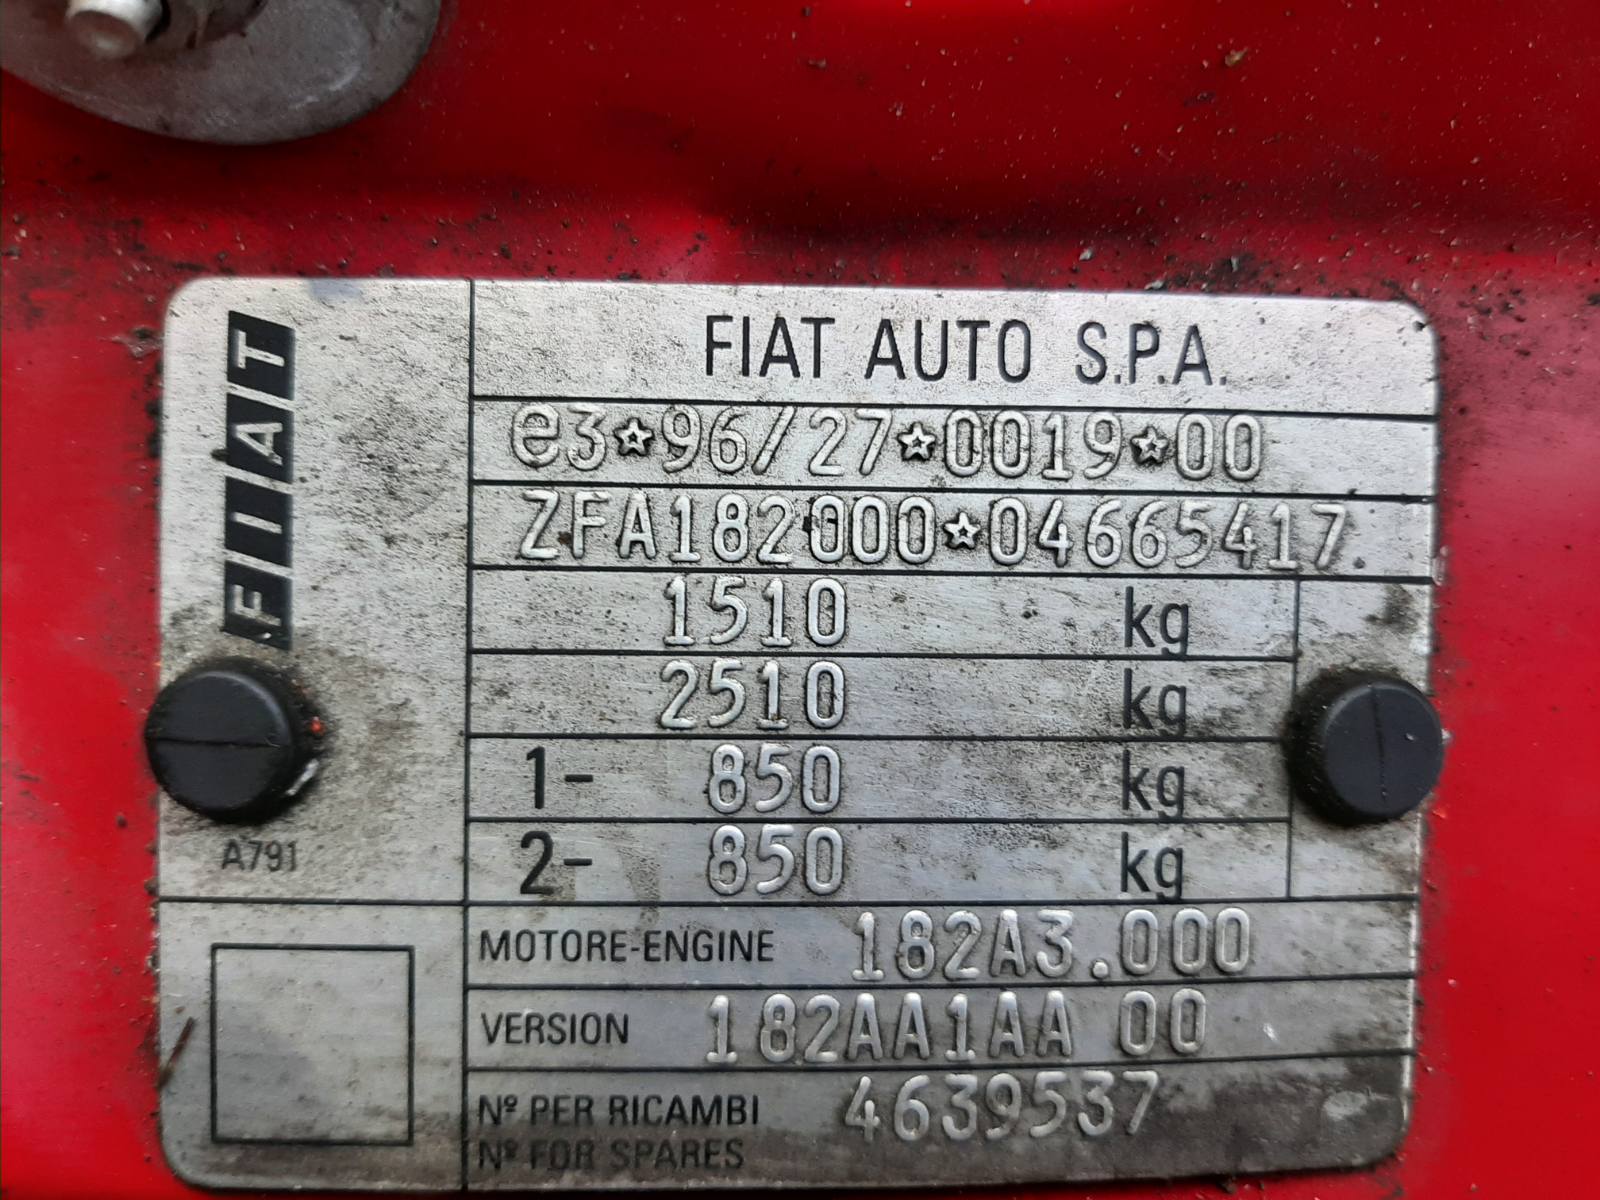 FIAT
FIAT AUTO S.P.A.
e3*96/27*0019*00
ZFA182000*04665417.
1510 kg
2510 kg
1- 850 kg
2- 850 kg
A791
MOTORE-ENGINE 182A3.000
VERSION 182AA1AA 00
Nº PER RICAMBI 4639537
Nº FOR SPARES